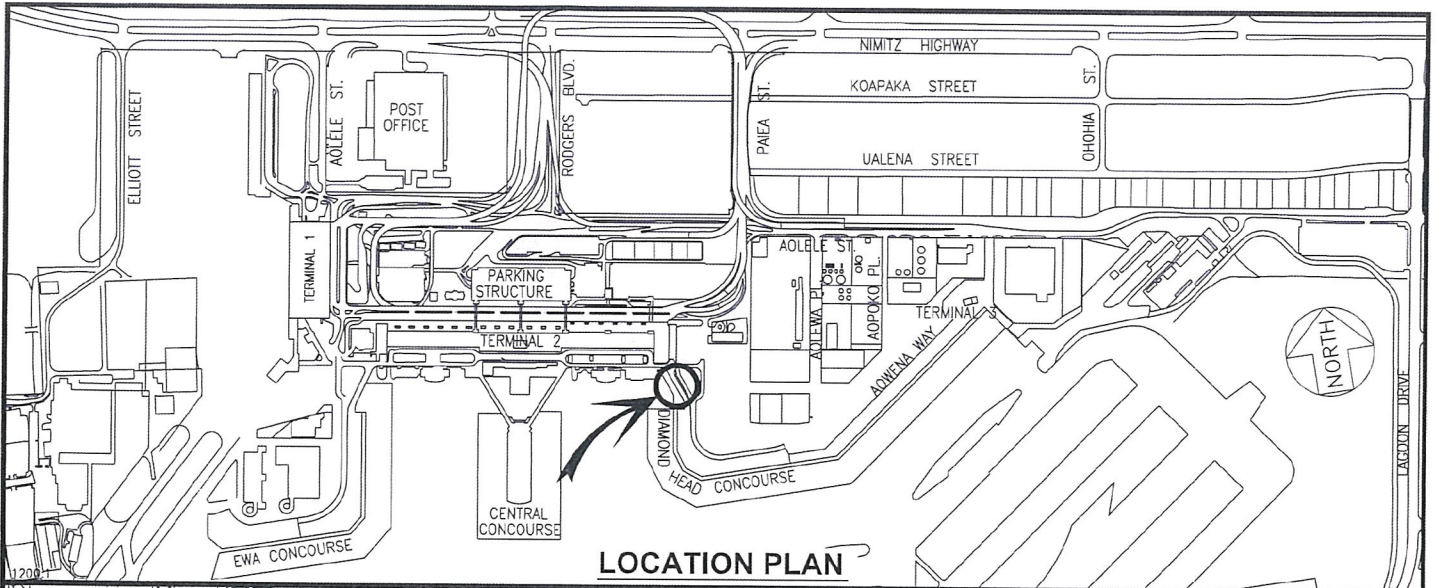 NIMITZ HIGHWAY
KOAPAKA STREET
ELLIOTT STREET
AOLELE ST.
POST
OFFICE
RODGERS BLVD.
PAIEA ST.
OHOHIA ST.
UALENA STREET
TERMINAL 1
PARKING
STRUCTURE
TERMINAL 2
AOLELE ST.
AOLEWA PL.
AOPOKO PL.
TERMINAL 3
AOWENA WAY
NORTH
LAGOON DRIVE
DIAMOND
HEAD CONCOURSE
CENTRAL
CONCOURSE
EWA CONCOURSE
LOCATION PLAN